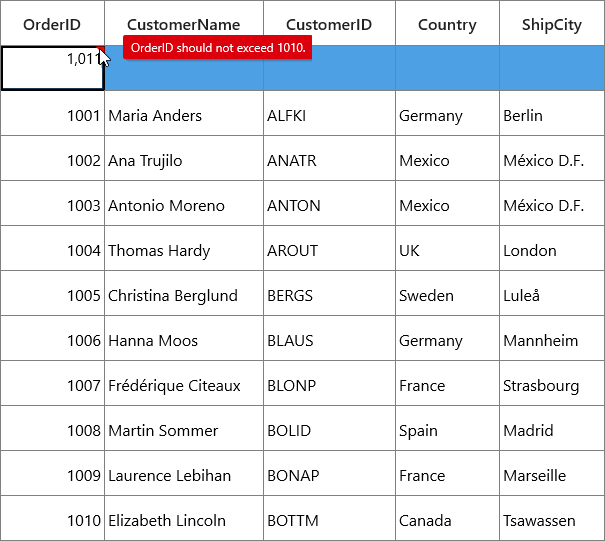 OrderID CustomerName CustomerID Country ShipCity
1,011 OrderID should not exceed 1010.
1001 Maria Anders ALFKI Germany Berlin
1002 Ana Trujilo ANATR Mexico México D.F.
1003 Antonio Moreno ANTON Mexico México D.F.
1004 Thomas Hardy AROUT UK London
1005 Christina Berglund BERGS Sweden Luleå
1006 Hanna Moos BLAUS Germany Mannheim
1007 Frédérique Citeaux BLONP France Strasbourg
1008 Martin Sommer BOLID Spain Madrid
1009 Laurence Lebihan BONAP France Marseille
1010 Elizabeth Lincoln BOTTM Canada Tsawassen